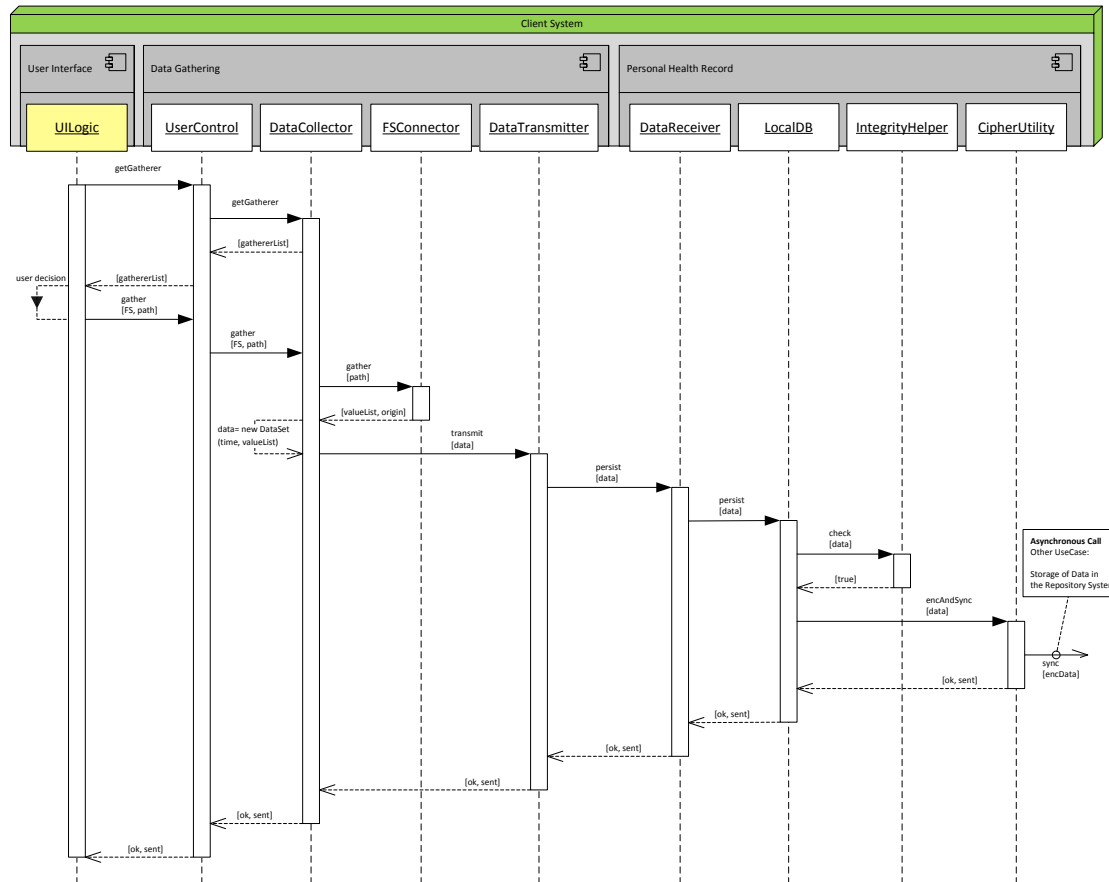 Client System
User Interface
Data Gathering
Personal Health Record
UILogic
UserControl
DataCollector
FSConnector
DataTransmitter
DataReceiver
LocalDB
IntegrityHelper
CipherUtility
getGatherer
getGatherer
[gathererList]
user decision
[gathererList]
gather
[FS, path]
gather
[FS, path]
gather
[path]
[valueList, origin]
data= new DataSet
(time, valueList)
transmit
[data]
persist
[data]
persist
[data]
check
[data]
[true]
Asynchronous Call
Other UseCase:
Storage of Data in
the Repository System
encAndSync
[data]
sync
[encData]
[ok, sent]
[ok, sent]
[ok, sent]
[ok, sent]
[ok, sent]
[ok, sent]